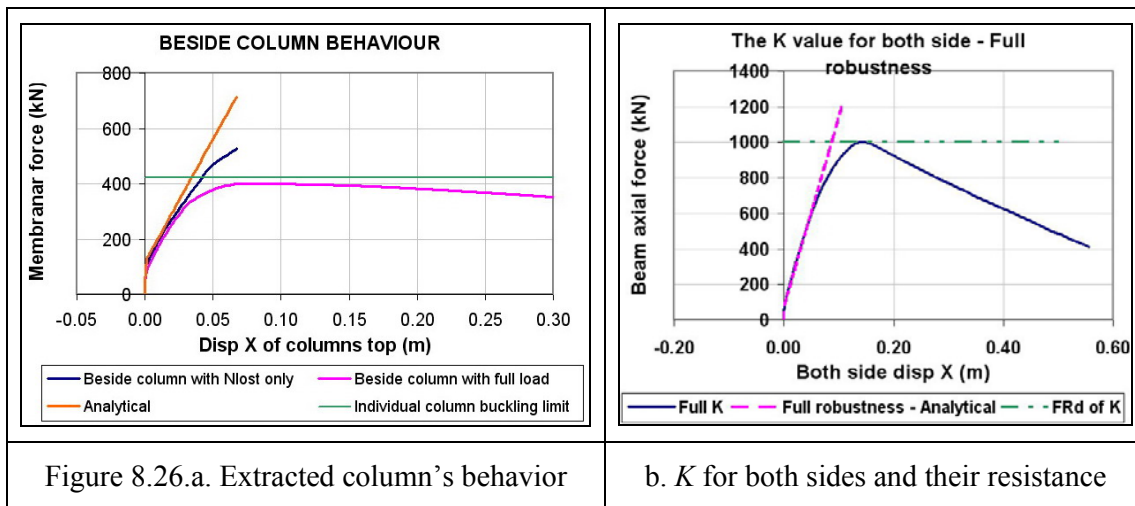 BESIDE COLUMN BEHAVIOUR
Membranar force (kN)
800
600
400
200
0
-0.05 0.00 0.05 0.10 0.15 0.20 0.25 0.30
Disp X of columns top (m)
Beside column with Nlost only
Beside column with full load
Analytical
Individual column buckling limit
The K value for both side - Full
robustness
Beam axial force (kN)
1400
1200
1000
800
600
400
200
0
-0.20 0.00 0.20 0.40 0.60
Both side disp X (m)
Full K
Full robustness - Analytical
FRd of K
Figure 8.26.a. Extracted column’s behavior
b. K for both sides and their resistance